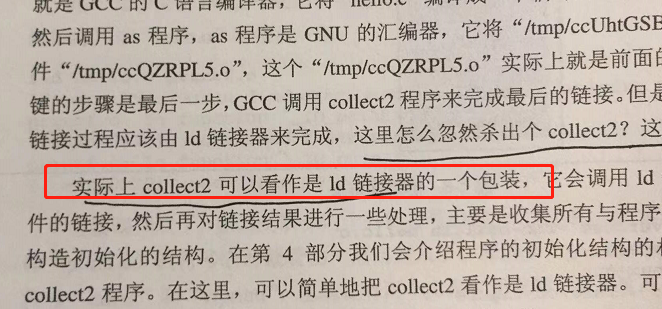 就是 GCC 的 C 语言编译器，它将 “hello.c” 编译成
然后调用 as 程序，as 程序是 GNU 的汇编器，它将 “/tmp/ccUhtGSB
件 “/tmp/ccQZRPL5.o”，这个 “/tmp/ccQZRPL5.o” 实际上就是前面的
键的步骤是最后一步，GCC 调用 collect2 程序来完成最后的链接。但是
链接过程应该由 ld 链接器来完成，这里怎么忽然杀出个 collect2？这
实际上 collect2 可以看作是 ld 链接器的一个包装，它会调用 ld
件的链接，然后再对链接结果进行一些处理，主要是收集所有与程序
构造初始化的结构。在第 4 部分我们会介绍程序的初始化结构的
collect2 程序。在这里，可以简单地把 collect2 看作是 ld 链接器。可